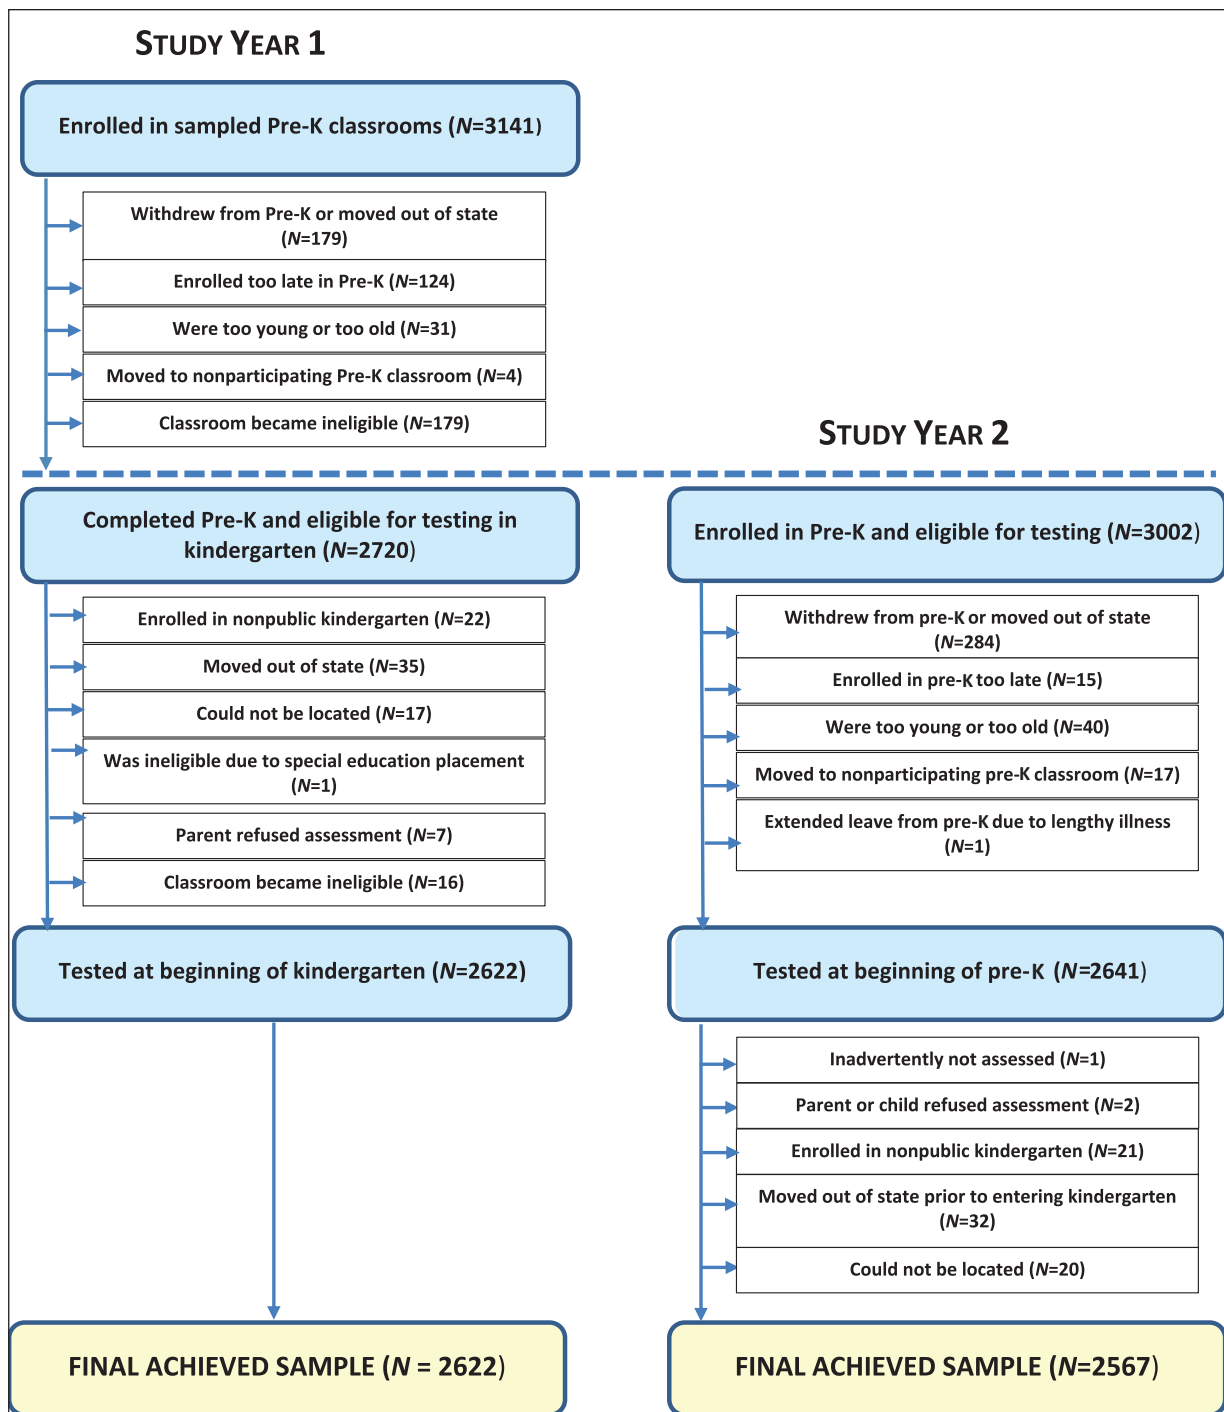 STUDY YEAR 1
Enrolled in sampled Pre-K classrooms (N=3141)
Withdrew from Pre-K or moved out of state
(N=179)
Enrolled too late in Pre-K (N=124)
Were too young or too old (N=31)
Moved to nonparticipating Pre-K classroom (N=4)
Classroom became ineligible (N=179)
STUDY YEAR 2
Completed Pre-K and eligible for testing in
kindergarten (N=2720)
Enrolled in nonpublic kindergarten (N=22)
Moved out of state (N=35)
Could not be located (N=17)
Was ineligible due to special education placement
(N=1)
Parent refused assessment (N=7)
Classroom became ineligible (N=16)
Tested at beginning of kindergarten (N=2622)
FINAL ACHIEVED SAMPLE (N = 2622)
Enrolled in Pre-K and eligible for testing (N=3002)
Withdrew from pre-K or moved out of state
(N=284)
Enrolled in pre-K too late (N=15)
Were too young or too old (N=40)
Moved to nonparticipating pre-K classroom (N=17)
Extended leave from pre-K due to lengthy illness
(N=1)
Tested at beginning of pre-K (N=2641)
Inadvertently not assessed (N=1)
Parent or child refused assessment (N=2)
Enrolled in nonpublic kindergarten (N=21)
Moved out of state prior to entering kindergarten
(N=32)
Could not be located (N=20)
FINAL ACHIEVED SAMPLE (N=2567)